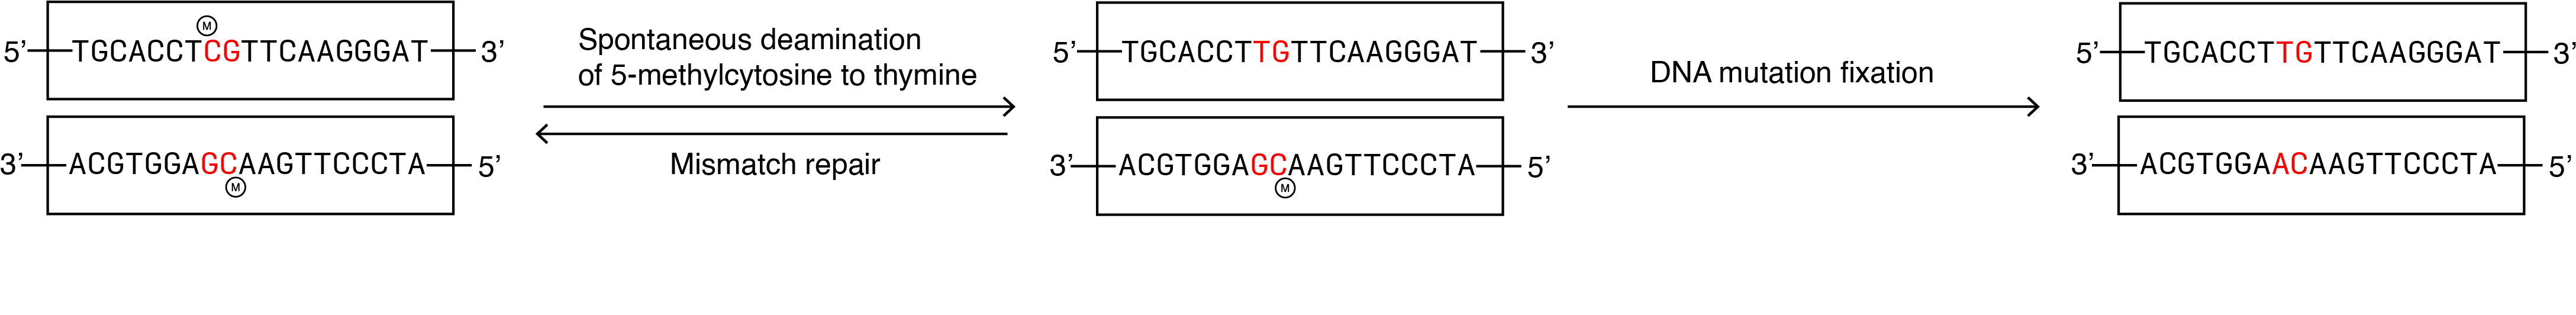 M
5’ TGCACCTCGTTCAAGGGAT 3’
3’ ACGTGGAGCAAGTTCCCTA 5’
M
Spontaneous deamination
of 5-methylcytosine to thymine
Mismatch repair
5’ TGCACCTTGTTCAAGGGAT 3’
3’ ACGTGGAGCAAGTTCCCTA 5’
M
DNA mutation fixation
5’ TGCACCTTGTTCAAGGGAT 3’
3’ ACGTGGAACAAGTTCCCTA 5’